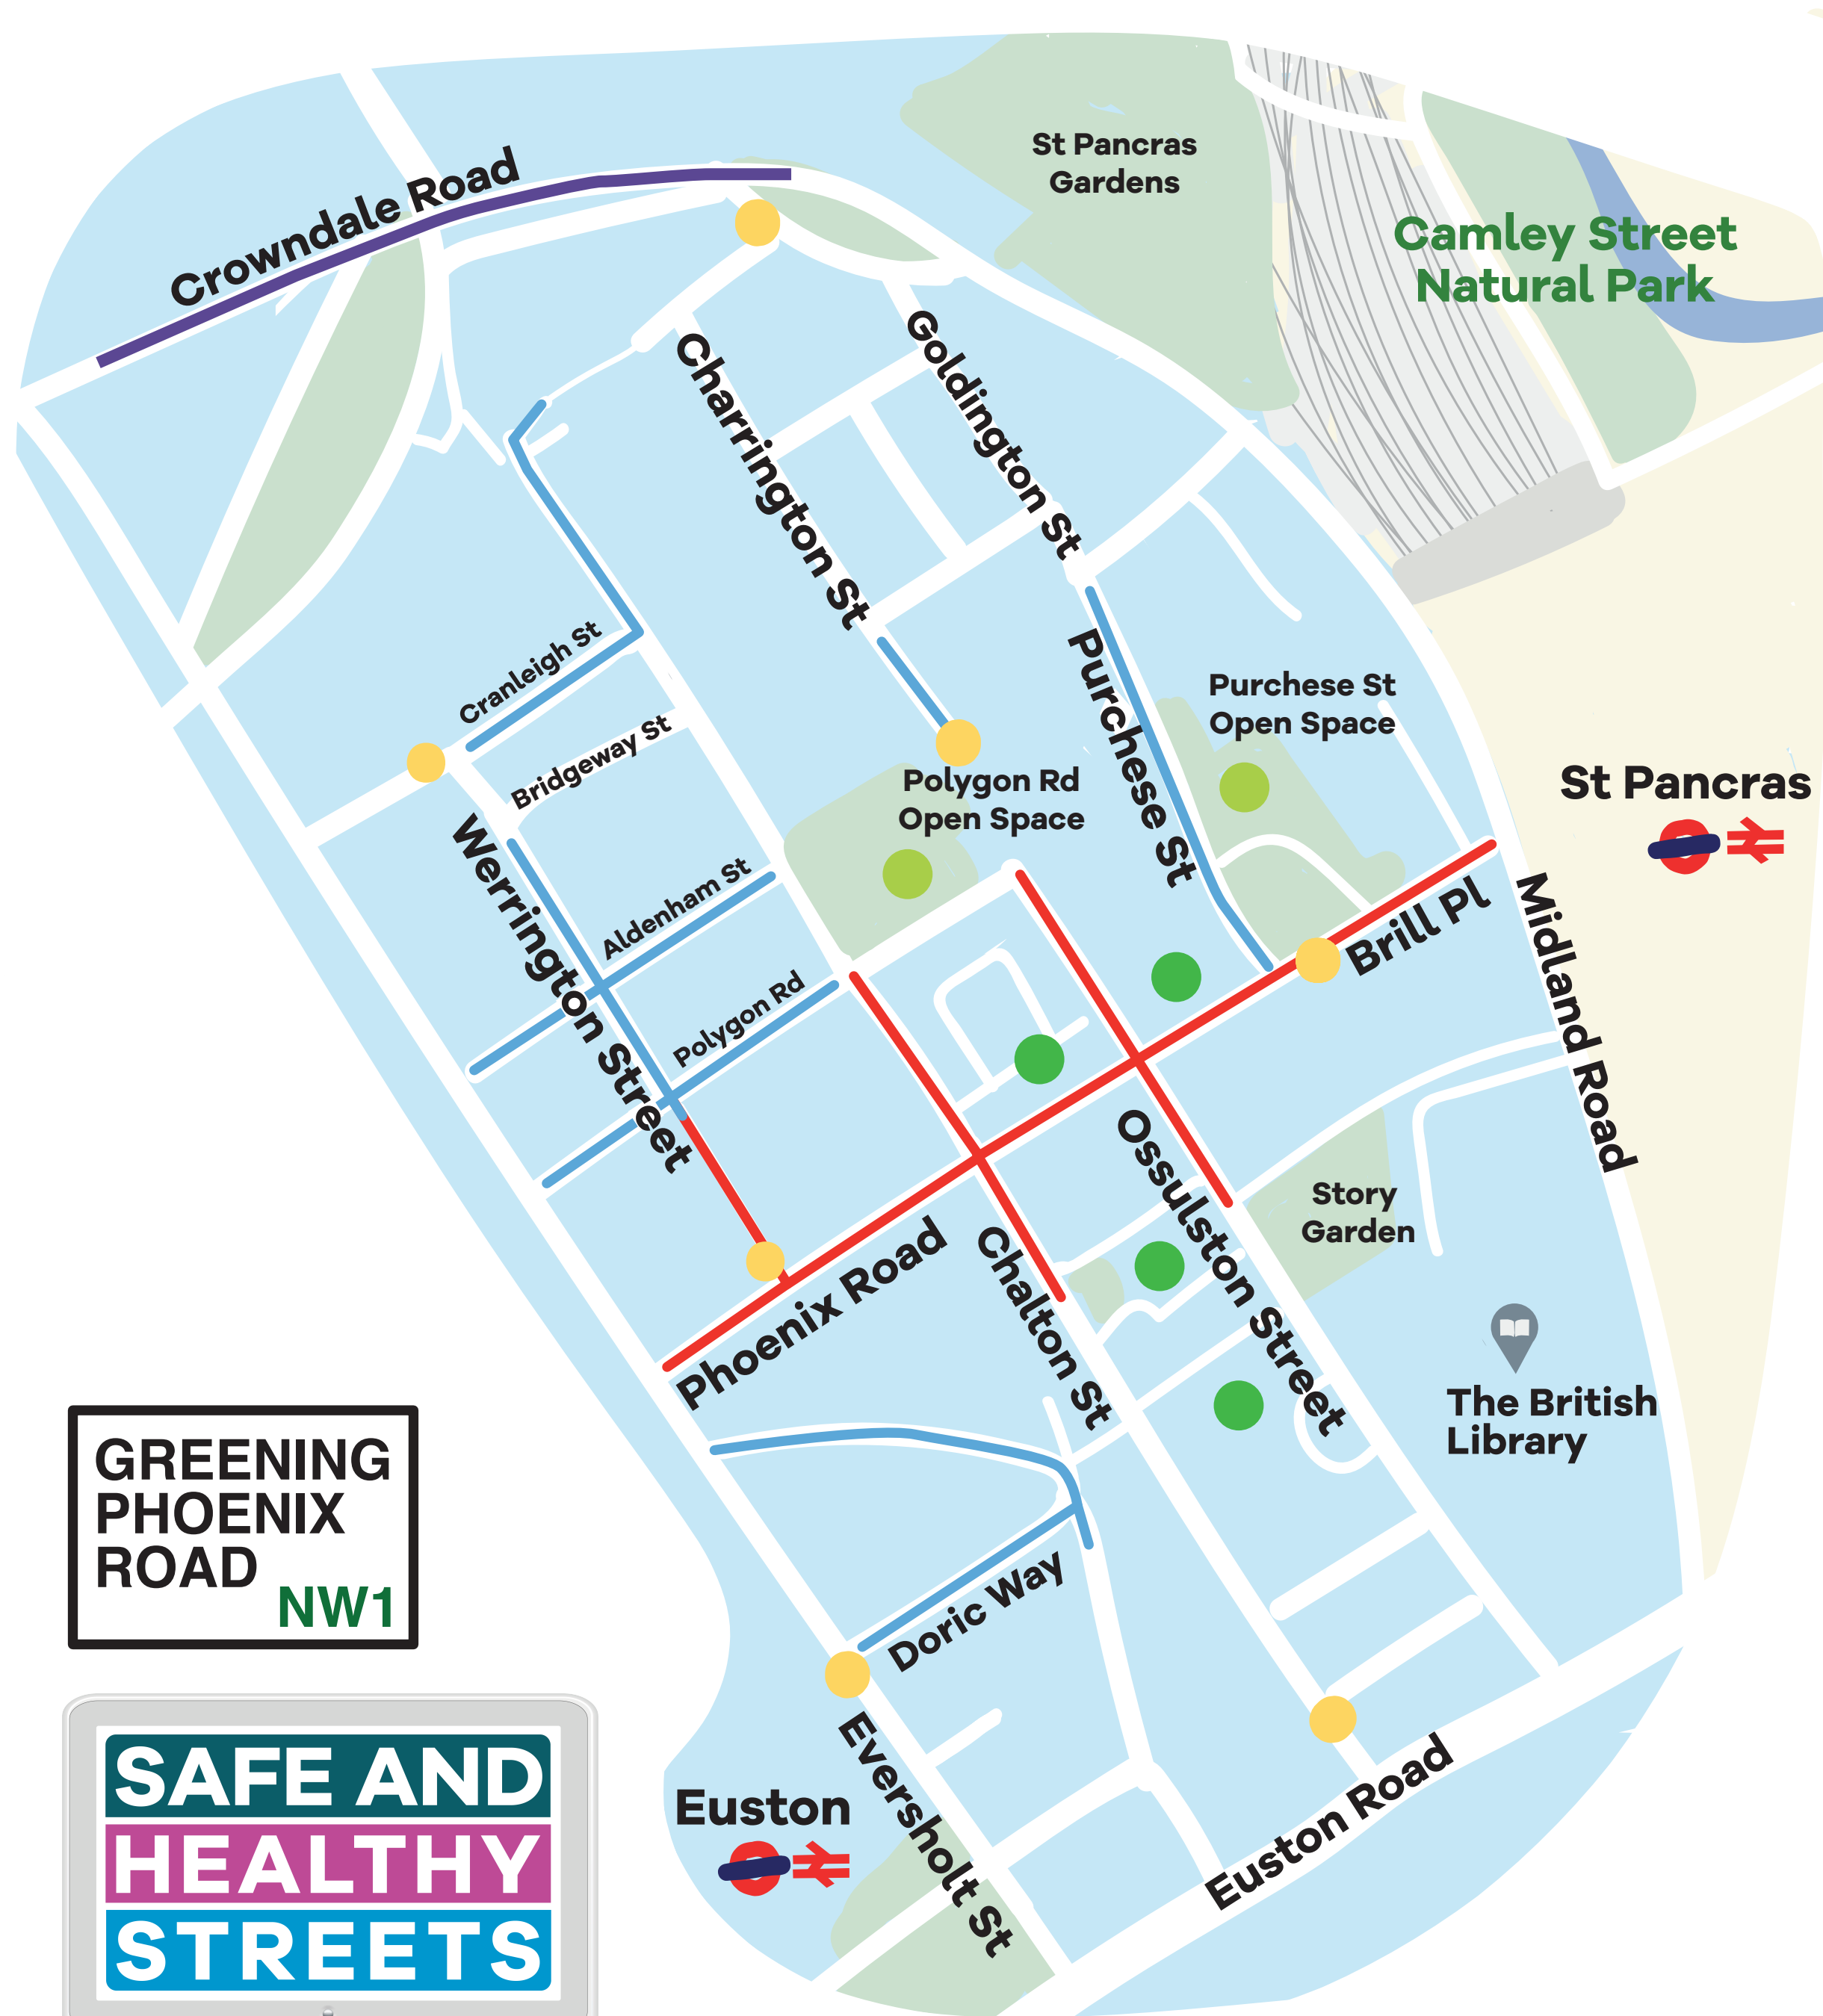 Crowndale Road
St Pancras
Gardens
Camley Street
Natural Park
Charrington St
Goldington St
Cranleigh St
Bridgeway St
Purchese St
Purchese St
Open Space
Polygon Rd
Open Space
St Pancras
Werrington Street
Aldenham St
Polygon Rd
Brill Pl
Midland Road
Ossulston Street
Story
Garden
Phoenix Road
Chalton St
The British
Library
GREENING
PHOENIX
ROAD
NW1
Doric Way
SAFE AND
HEALTHY
STREETS
Euston
Eversholt St
Euston Road